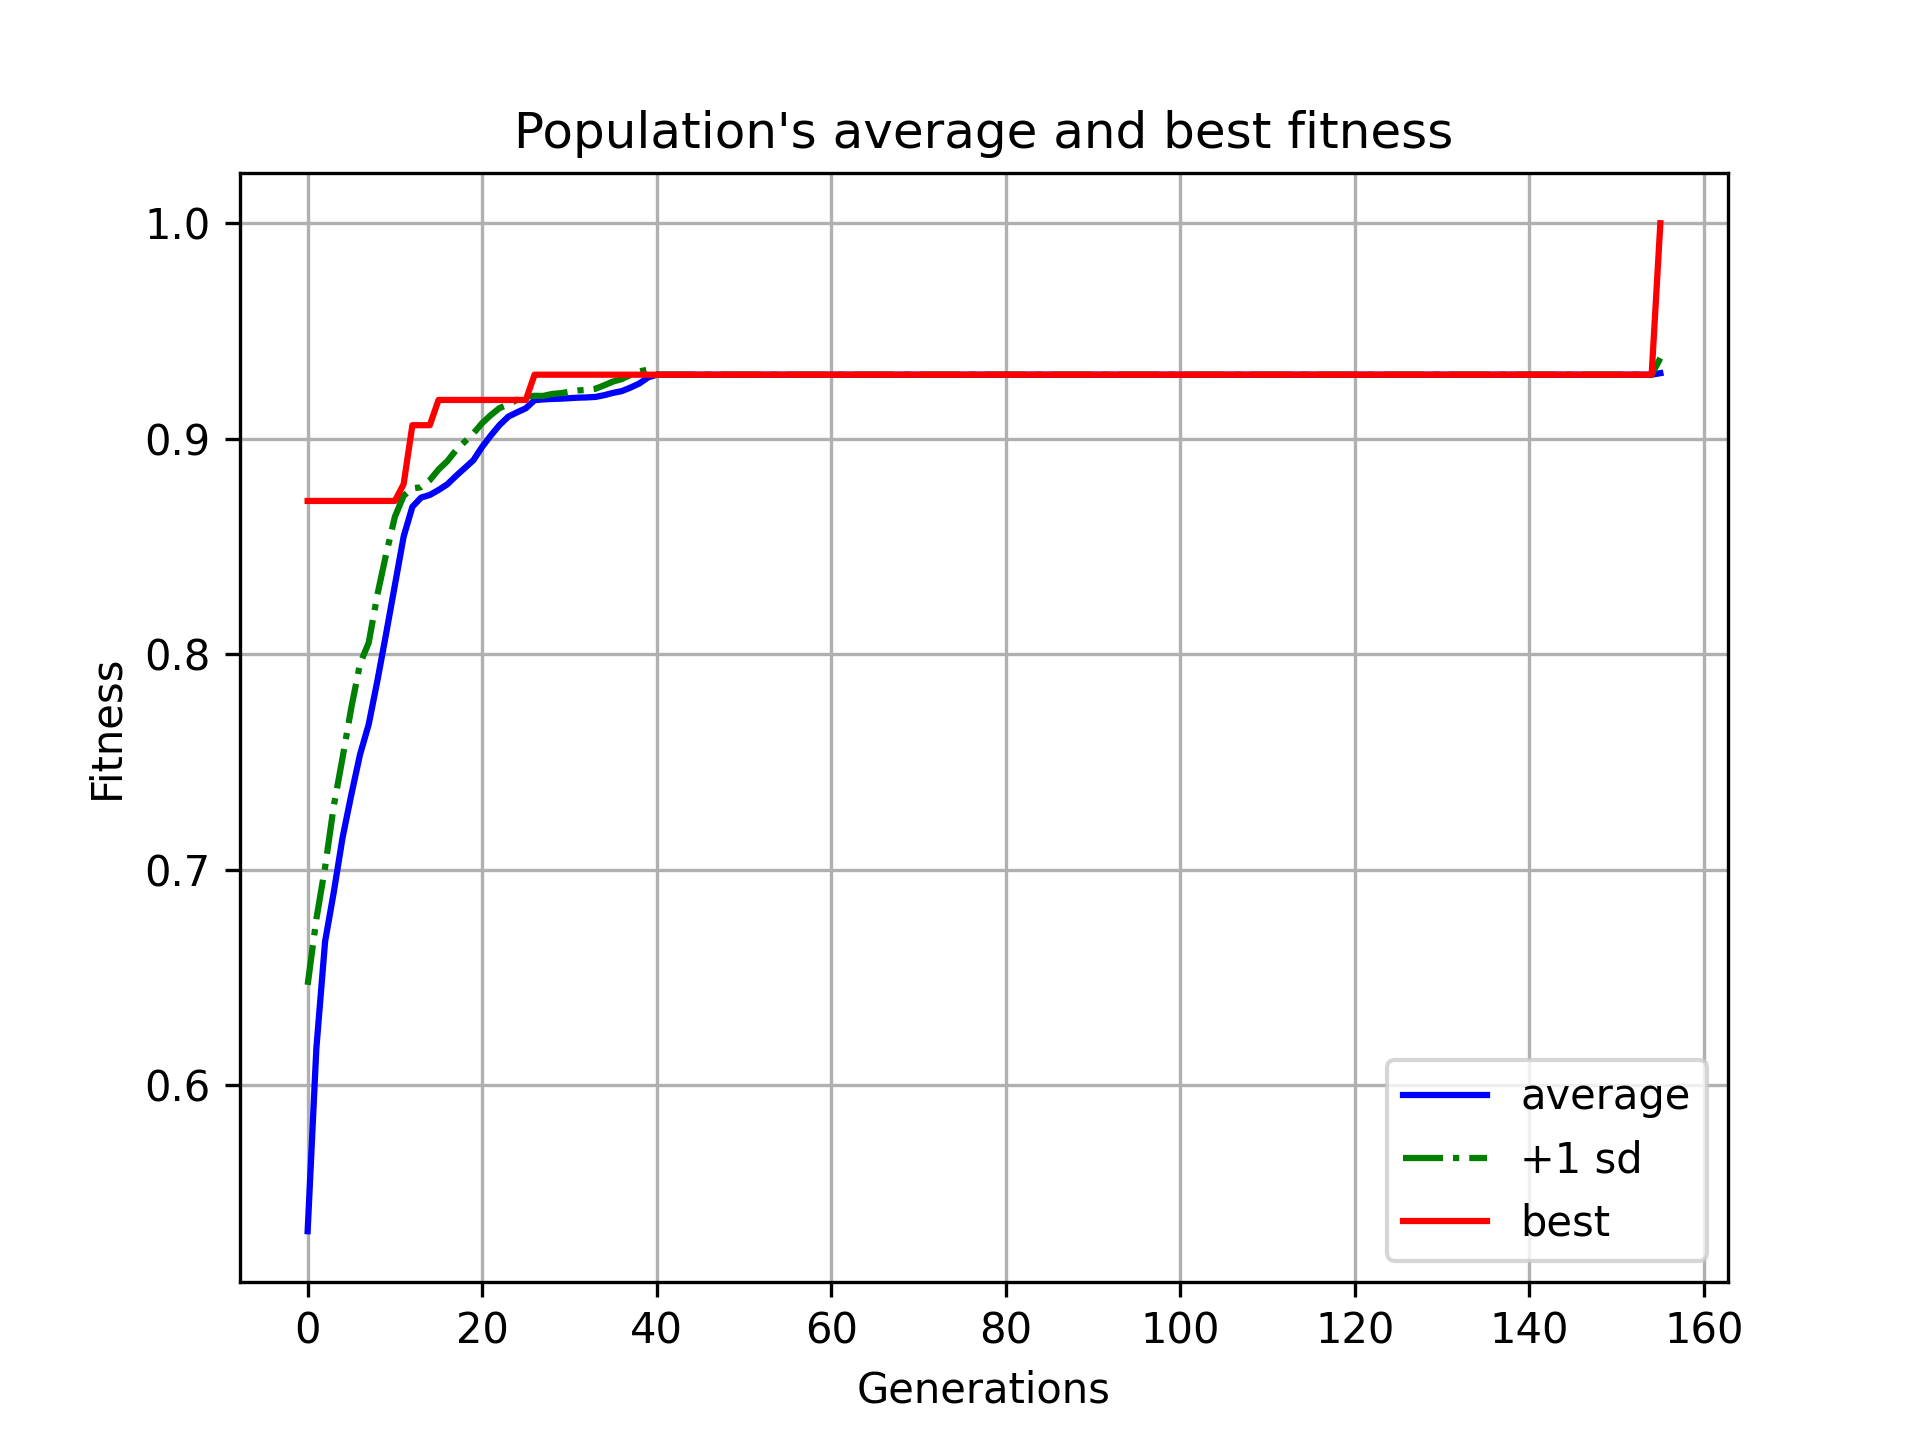 Population's average and best fitness
1.0
0.9
0.8
0.7
0.6
Fitness
average
+1 sd
best
0 20 40 60 80 100 120 140 160
Generations